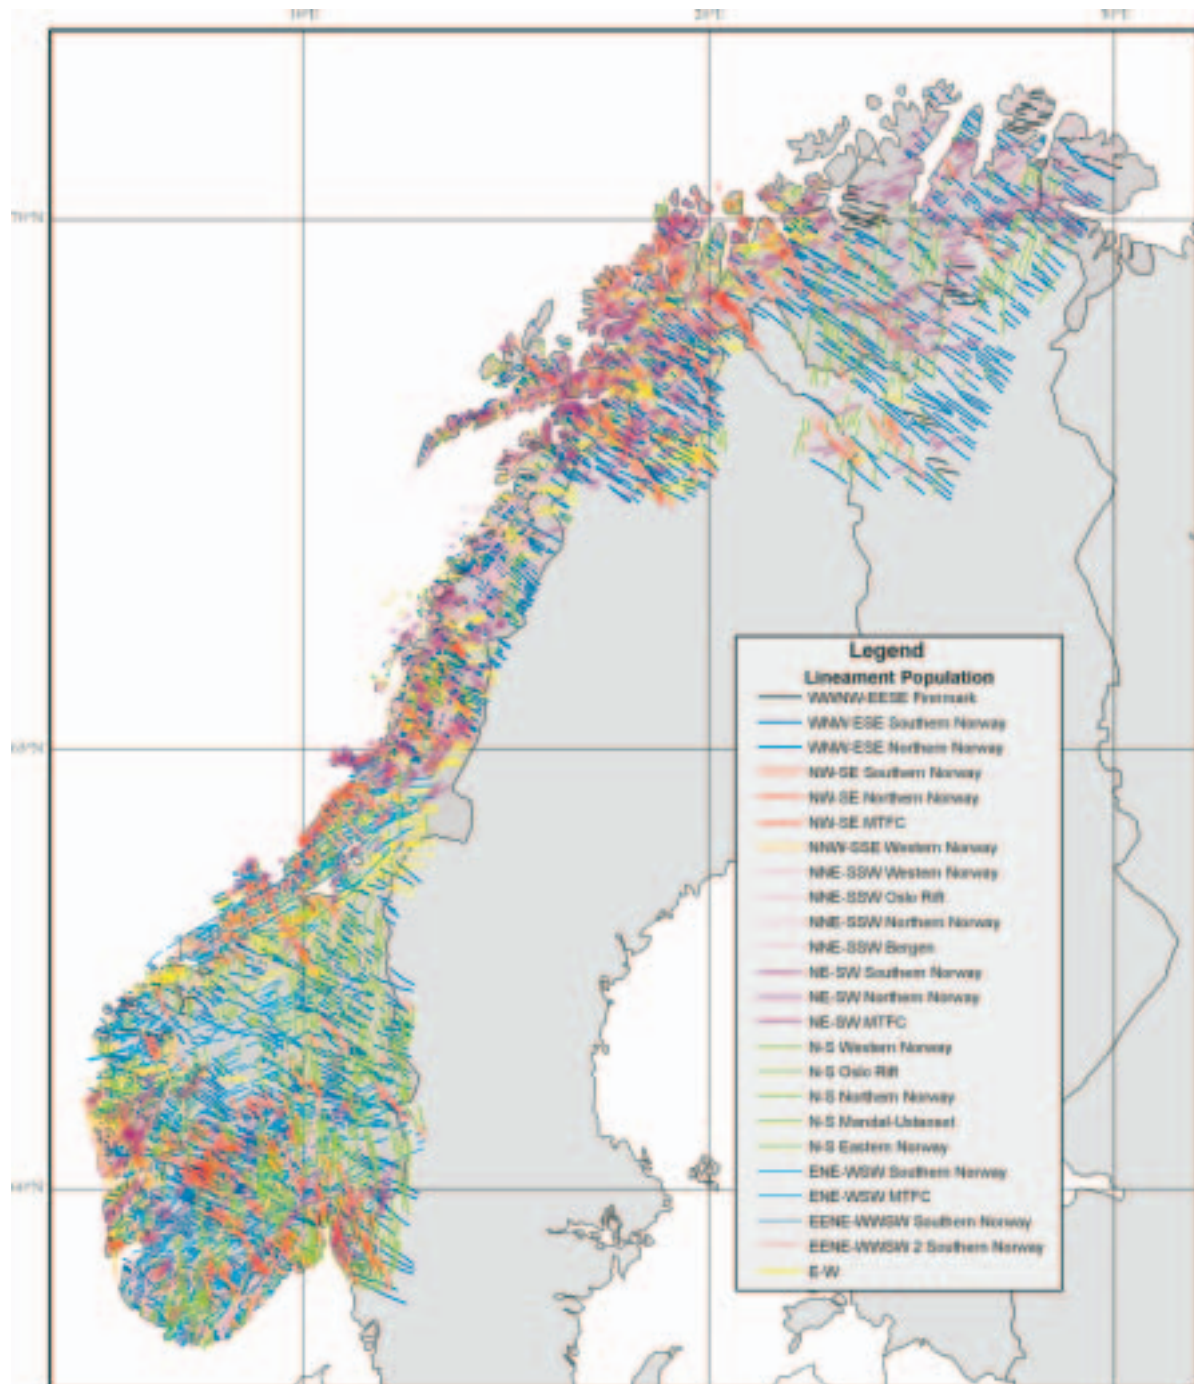 10°E 20°E
70°N
Legend
Lineament Population
WWNW-EESE Finnmark
WNW-ESE Southern Norway
WNW-ESE Northern Norway
NW-SE Southern Norway
NW-SE Northern Norway
NW-SE MTFC
NNW-SSE Western Norway
NNE-SSW Western Norway
NNE-SSW Oslo Rift
NNE-SSW Northern Norway
NNE-SSW Bergen
NE-SW Southern Norway
NE-SW Northern Norway
NE-SW MTFC
N-S Western Norway
N-S Oslo Rift
N-S Northern Norway
N-S Mandal-Ustaoset
N-S Eastern Norway
ENE-WSW Southern Norway
ENE-WSW MTFC
EENE-WWSW Southern Norway
EENE-WWSW 2 Southern Norway
E-W
60°N